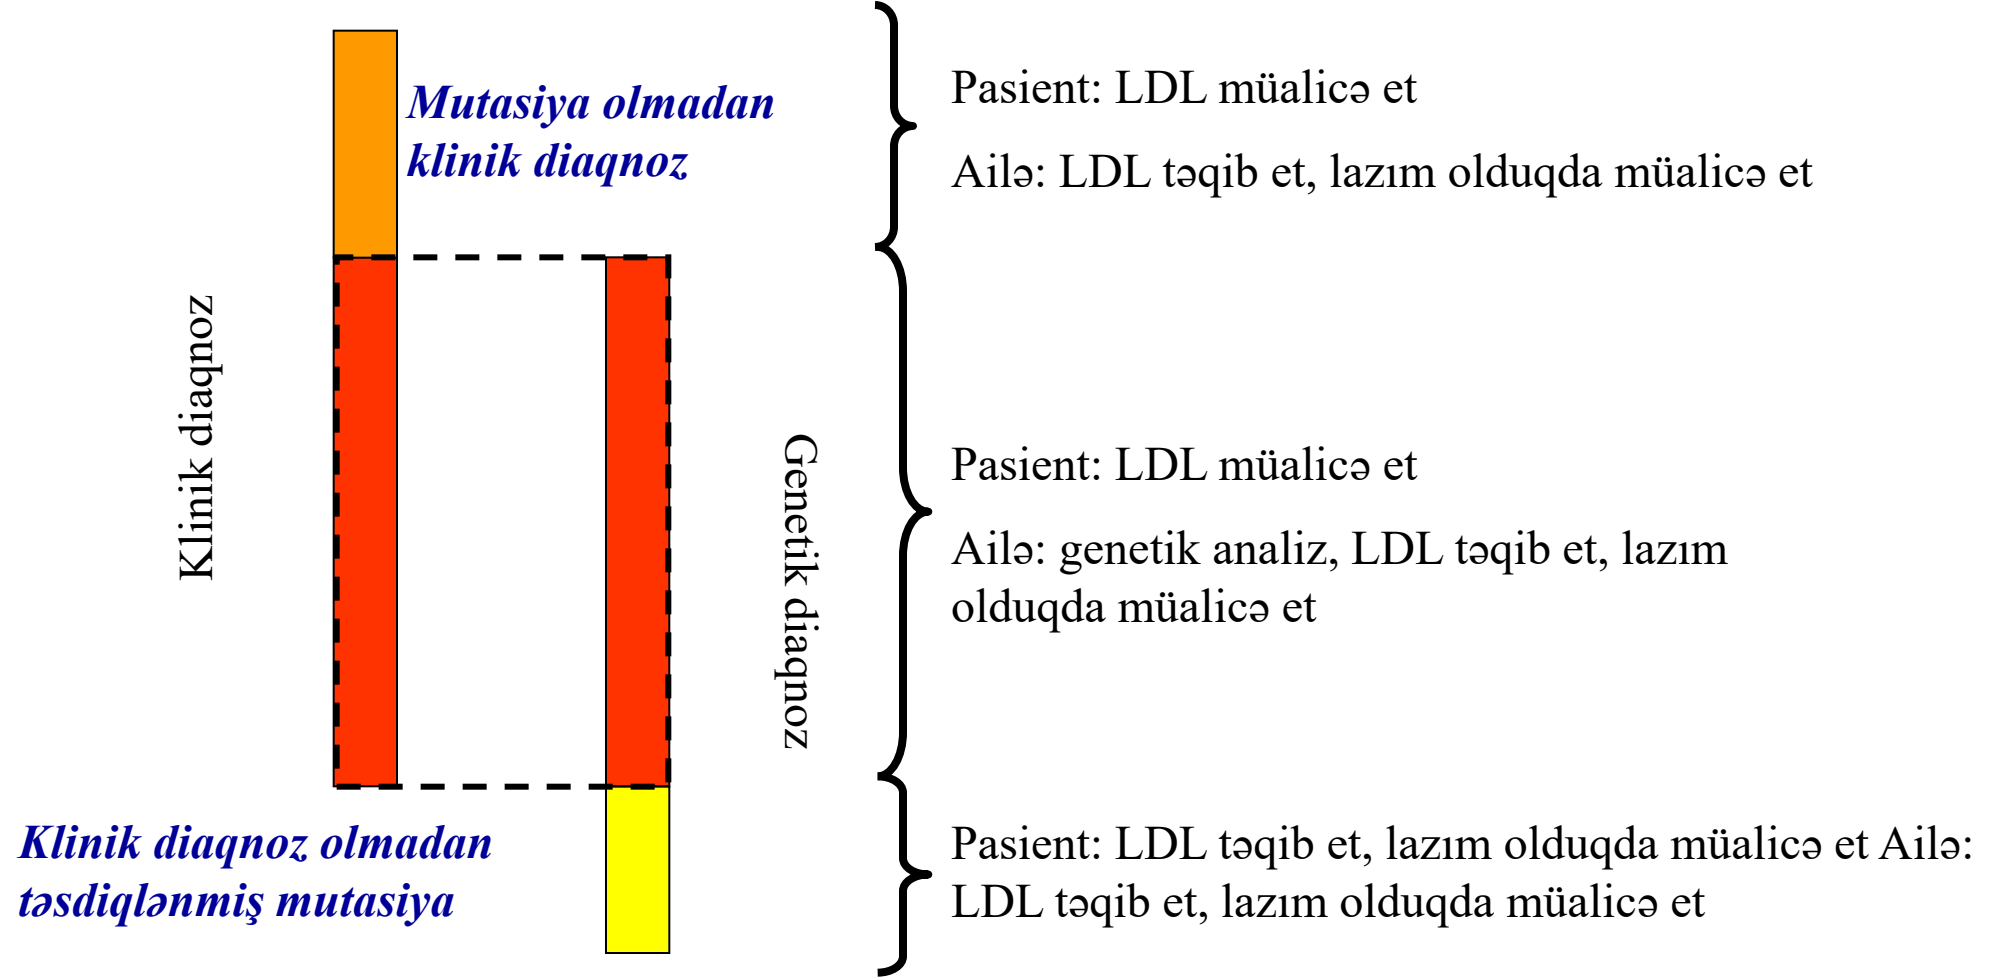 Mutasiya olmadan
klinik diaqnoz
Pasient: LDL müalicə et
Ailə: LDL təqib et, lazım olduqda müalicə et
Klinik diaqnoz
Genetik diaqnoz
Pasient: LDL müalicə et
Ailə: genetik analiz, LDL təqib et, lazım
olduqda müalicə et
Klinik diaqnoz olmadan
təsdiqlənmiş mutasiya
Pasient: LDL təqib et, lazım olduqda müalicə et Ailə:
LDL təqib et, lazım olduqda müalicə et